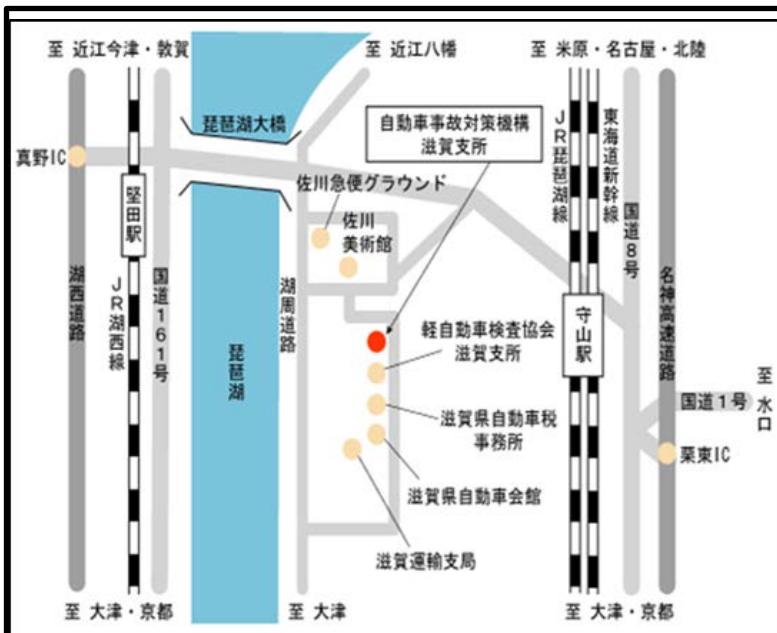 至 近江今津・敦賀
至 近江八幡
至 米原・名古屋・北陸
琵琶湖大橋
自動車事故対策機構
滋賀支所
真野IC
堅田駅
湖西道路
JR湖西線
国道161号
琵琶湖
湖周道路
佐川急便グラウンド
佐川
美術館
軽自動車検査協会
滋賀支所
滋賀県自動車税
事務所
滋賀県自動車会館
滋賀運輸支局
JR琵琶湖線
東海道新幹線
守山駅
国道8号
名神高速道路
国道1号
至 水口
栗東IC
至 大津・京都
至 大津
至 大津・京都